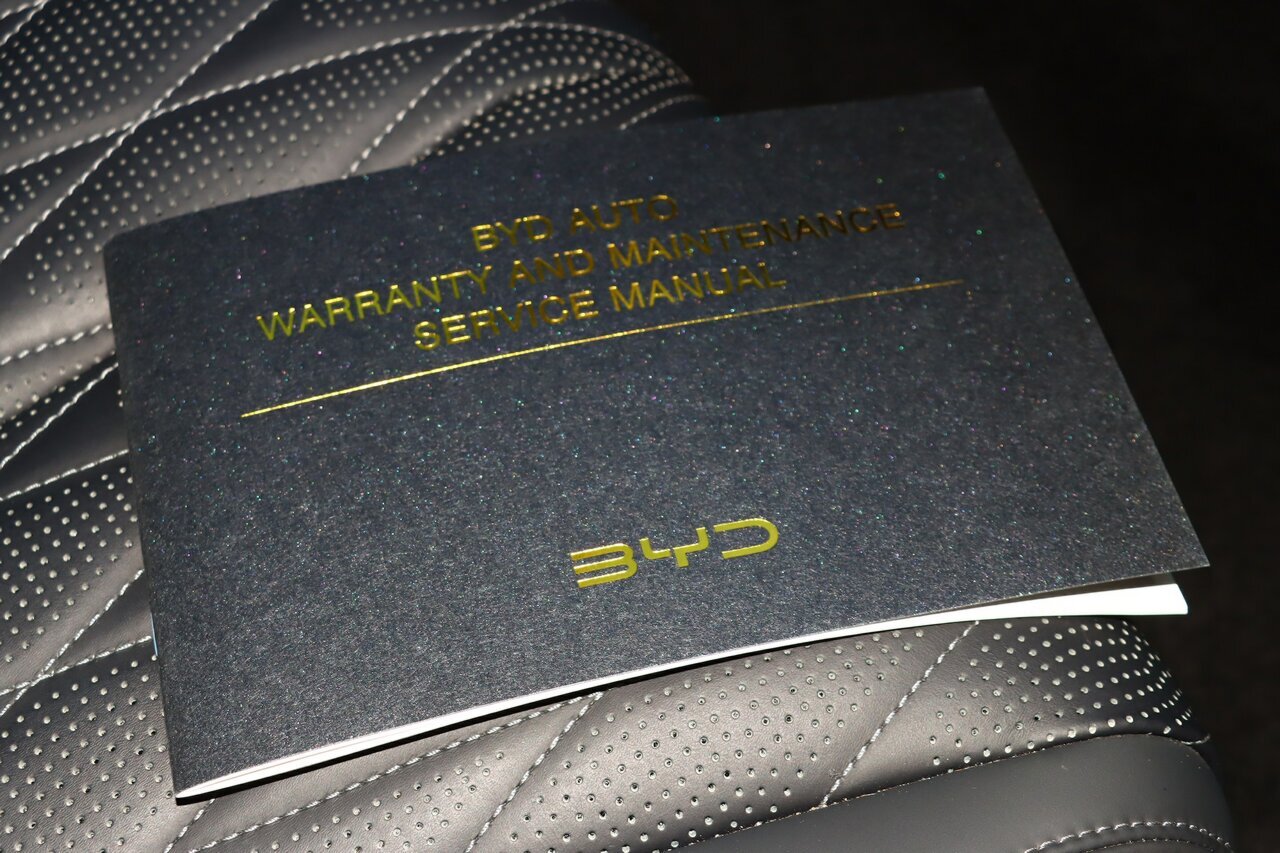 BYD AUTO
WARRANTY AND MAINTENANCE
SERVICE MANUAL
BYD